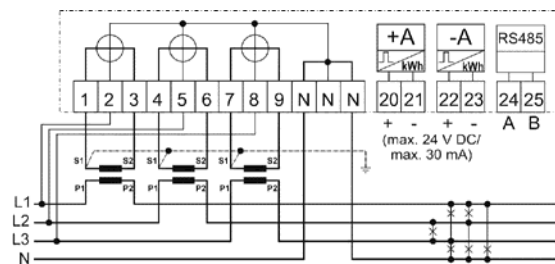 +A -A RS485
kWh kWh
1 2 3 4 5 6 7 8 9 N N N 20 21 22 23 24 25
+ - + - A B
(max. 24 V DC/
max. 30 mA)
S1 S2 S1 S2 S1 S2
P1 P2 P1 P2 P1 P2
L1
L2
L3
N